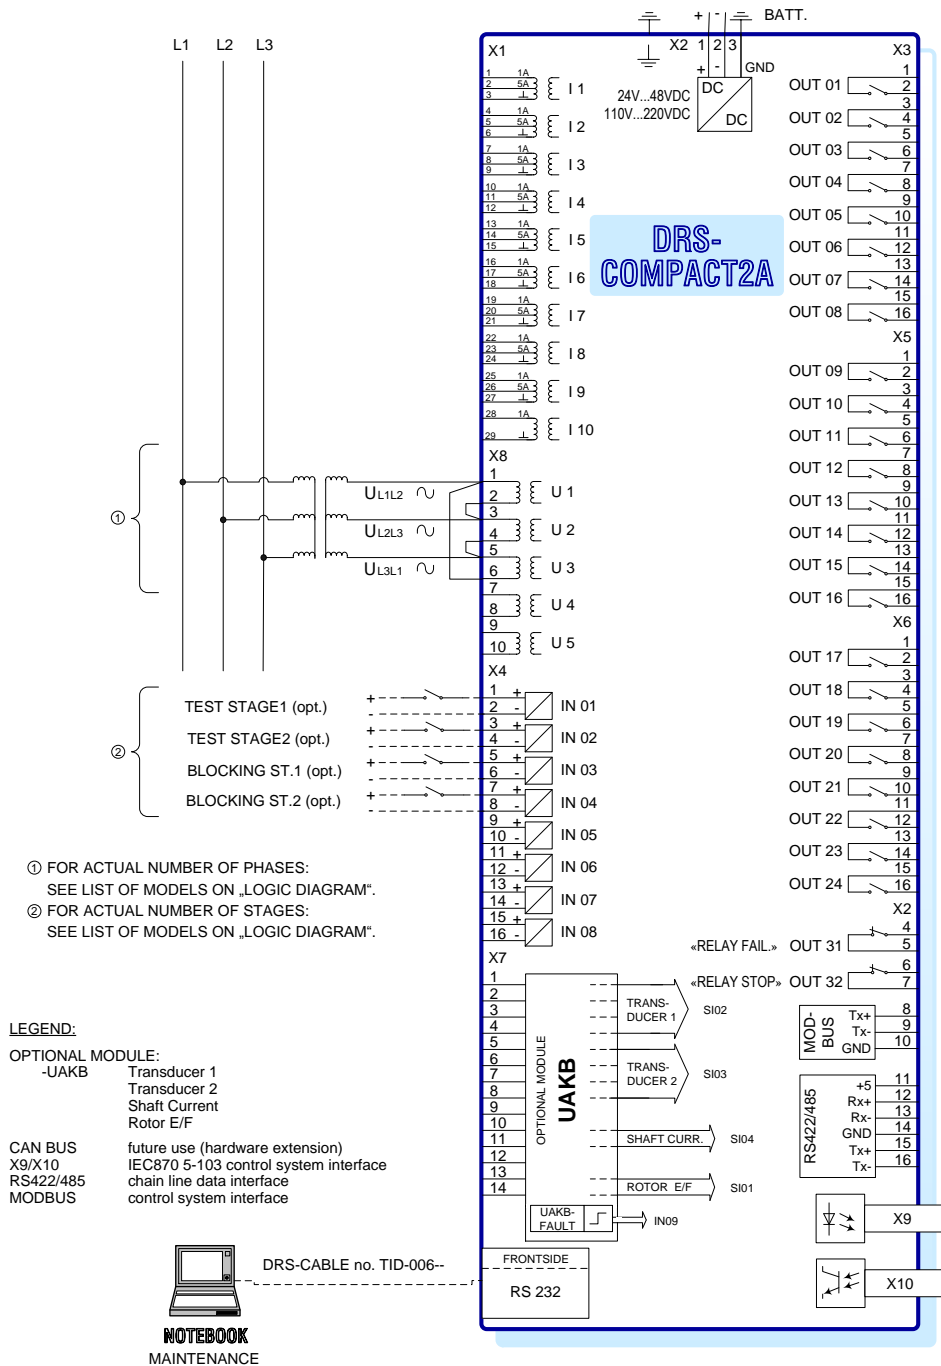 + - BATT.
L1 L2 L3
X1
X2 1 2 3
X3
+ - GND
DC
DC
24V...48VDC
110V...220VDC
1 1A
2 5A
3
I 1
4 1A
5 5A
6
I 2
7 1A
8 5A
9
I 3
10 1A
11 5A
12
I 4
13 1A
14 5A
15
I 5
16 1A
17 5A
18
I 6
19 1A
20 5A
21
I 7
22 1A
23 5A
24
I 8
25 1A
26 5A
27
I 9
28 1A
29
I 10
DRS-
COMPACT2A
1
OUT 01 2
3
OUT 02 4
5
OUT 03 6
7
OUT 04 8
9
OUT 05 10
11
OUT 06 12
13
OUT 07 14
15
OUT 08 16
X5
1
OUT 09 2
3
OUT 10 4
5
OUT 11 6
7
OUT 12 8
9
OUT 13 10
11
OUT 14 12
13
OUT 15 14
15
OUT 16 16
X6
1
OUT 17 2
3
OUT 18 4
5
OUT 19 6
7
OUT 20 8
9
OUT 21 10
11
OUT 22 12
13
OUT 23 14
15
OUT 24 16
X2
4
«RELAY FAIL.» OUT 31 5
6
«RELAY STOP» OUT 32 7
MOD-
BUS
Tx+ 8
Tx- 9
GND 10
RS422/485
+5 11
Rx+ 12
Rx- 13
GND 14
Tx+ 15
Tx- 16
X9
X10
X8
①
UL1L2
UL2L3
UL3L1
1
2
U 1
3
4
U 2
5
6
U 3
7
8
U 4
9
10
U 5
X4
②
TEST STAGE1 (opt.) + -
TEST STAGE2 (opt.) + -
BLOCKING ST.1 (opt.) + -
BLOCKING ST.2 (opt.) + -
1 +
2 -
IN 01
3 +
4 -
IN 02
5 +
6 -
IN 03
7 +
8 -
IN 04
9 +
10 -
IN 05
11 +
12 -
IN 06
13 +
14 -
IN 07
15 +
16 -
IN 08
① FOR ACTUAL NUMBER OF PHASES:
SEE LIST OF MODELS ON „LOGIC DIAGRAM“.
② FOR ACTUAL NUMBER OF STAGES:
SEE LIST OF MODELS ON „LOGIC DIAGRAM“.
X7
1
2
3
4
5
6
7
8
9
10
11
12
13
14
OPTIONAL MODULE
UAKB
TRANS-
DUCER 1
SI02
TRANS-
DUCER 2
SI03
SHAFT CURR. SI04
ROTOR E/F SI01
UAKB-
FAULT
IN09
LEGEND:
OPTIONAL MODULE:
-UAKB Transducer 1
Transducer 2
Shaft Current
Rotor E/F
CAN BUS future use (hardware extension)
X9/X10 IEC870 5-103 control system interface
RS422/485 chain line data interface
MODBUS control system interface
DRS-CABLE no. TID-006--
FRONTSIDE
RS 232
NOTEBOOK
MAINTENANCE